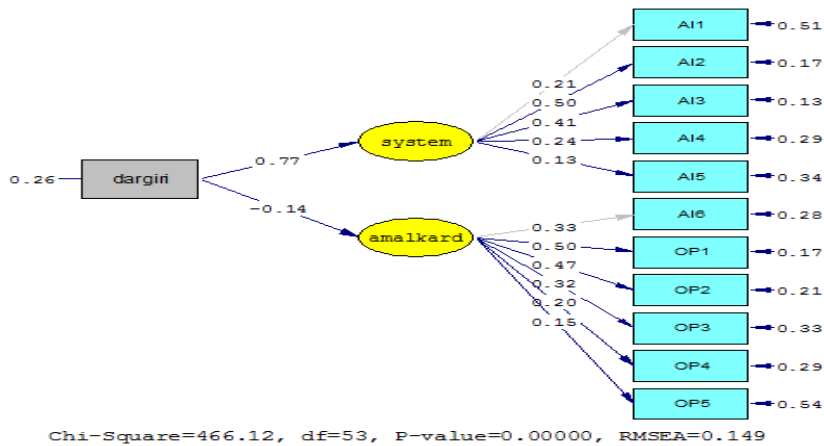 AI1
0.51
AI2
0.17
AI3
0.13
AI4
0.29
AI5
0.34
AI6
0.28
OP1
0.17
OP2
0.21
OP3
0.33
OP4
0.29
OP5
0.54
0.21
0.50
0.41
0.24
0.13
system
0.77
0.26
dargiri
-0.14
amalkard
0.33
0.50
0.47
0.32
0.20
0.15
Chi-Square=466.12, df=53, P-value=0.00000, RMSEA=0.149